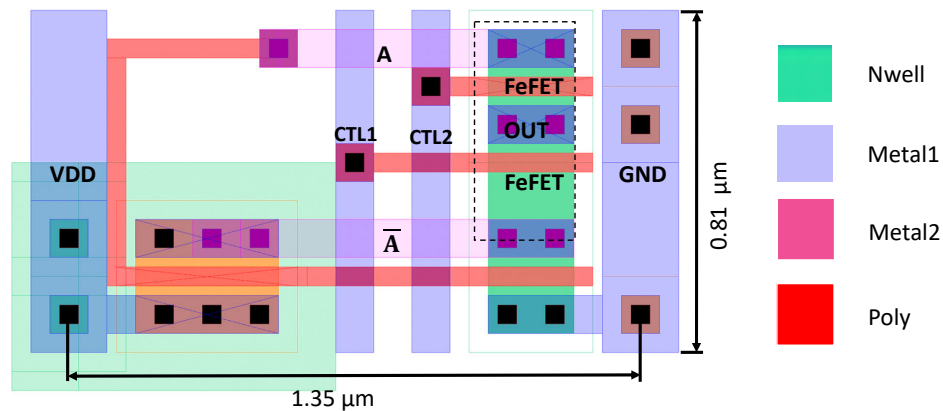 A
FeFET
Nwell
CTL1
CTL2
OUT
Metal1
VDD
FeFET
GND
0.81 μm
Metal2
A̅
Poly
1.35 μm